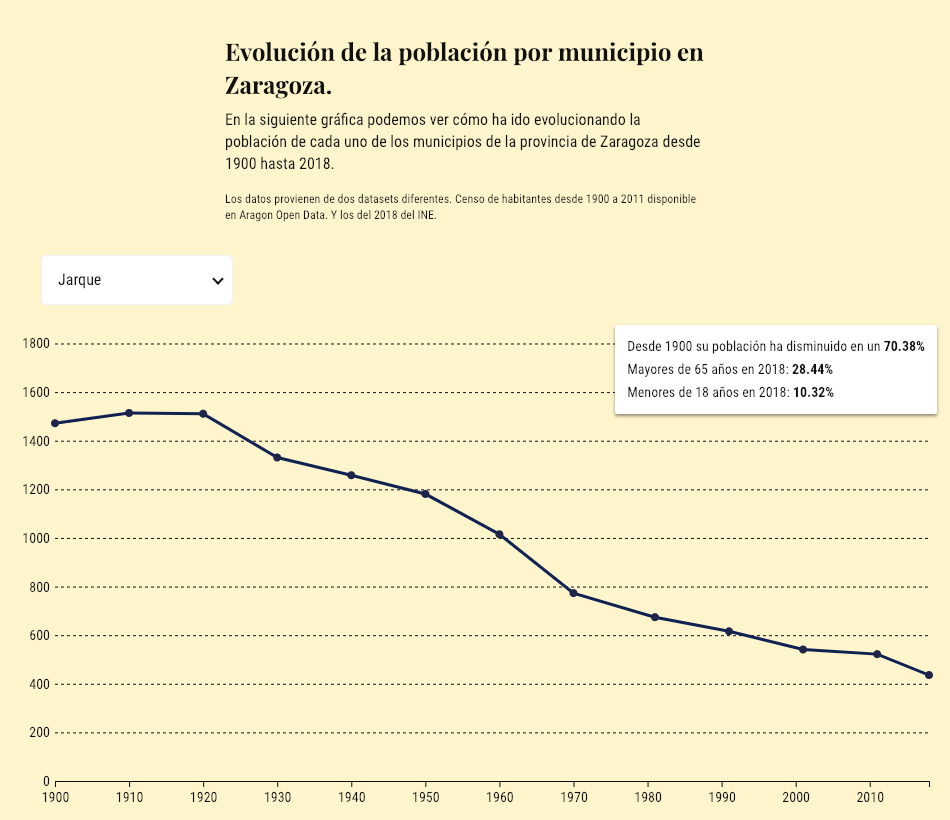 Evolución de la población por municipio en
Zaragoza.
En la siguiente gráfica podemos ver cómo ha ido evolucionando la
población de cada uno de los municipios de la provincia de Zaragoza desde
1900 hasta 2018.
Los datos provienen de dos datasets diferentes. Censo de habitantes desde 1900 a 2011 disponible
en Aragon Open Data. Y los del 2018 del INE.
Jarque
Desde 1900 su población ha disminuido en un 70.38%
Mayores de 65 años en 2018: 28.44%
Menores de 18 años en 2018: 10.32%
1800
1600
1400
1200
1000
800
600
400
200
0
1900 1910 1920 1930 1940 1950 1960 1970 1980 1990 2000 2010